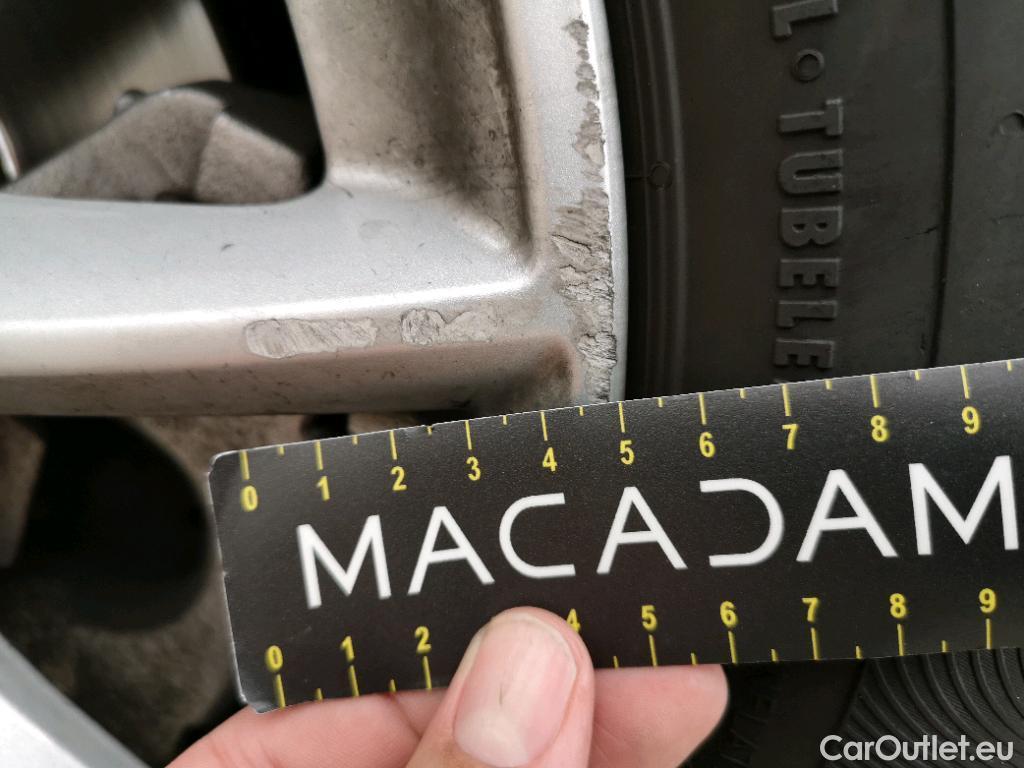 L • TUBELE
0 1 2 3 4 5 6 7 8 9
MACADAM
0 1 2 4 5 6 7 8 9
CarOutlet.eu